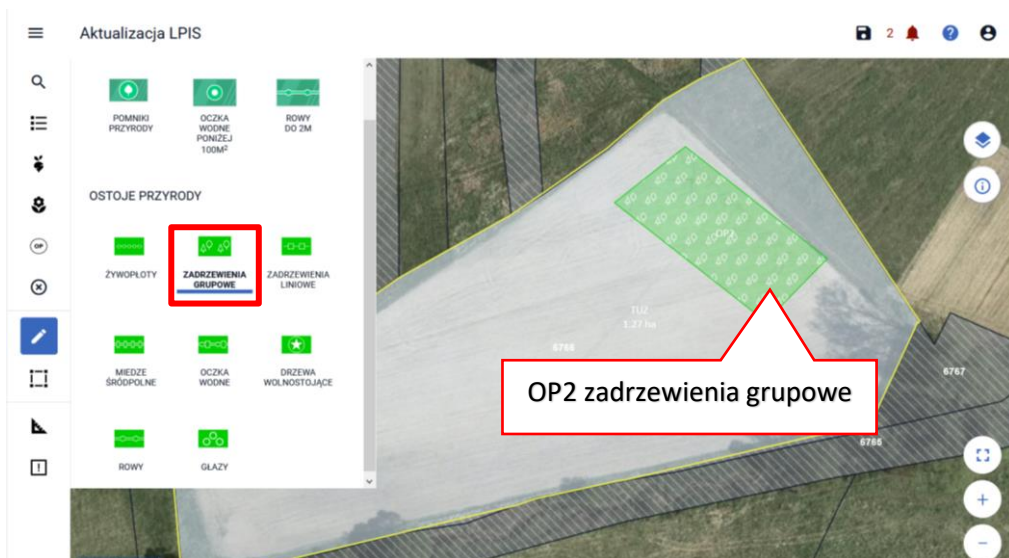 Aktualizacja LPIS
2
POMNIKI
PRZYRODY
OCZKA
WODNE
PONIŻEJ
100M²
ROWY
DO 2M
OSTOJE PRZYRODY
OP
ŻYWOPŁOTY
ZADRZEWIENIA
GRUPOWE
ZADRZEWIENIA
LINIOWE
MIEDZE
ŚRÓDPOLNE
OCZKA
WODNE
DRZEWA
WOLNOSTOJĄCE
ROWY
GŁAZY
TUZ
1.27 ha
6766
6767
6766
OP2 zadrzewienia grupowe